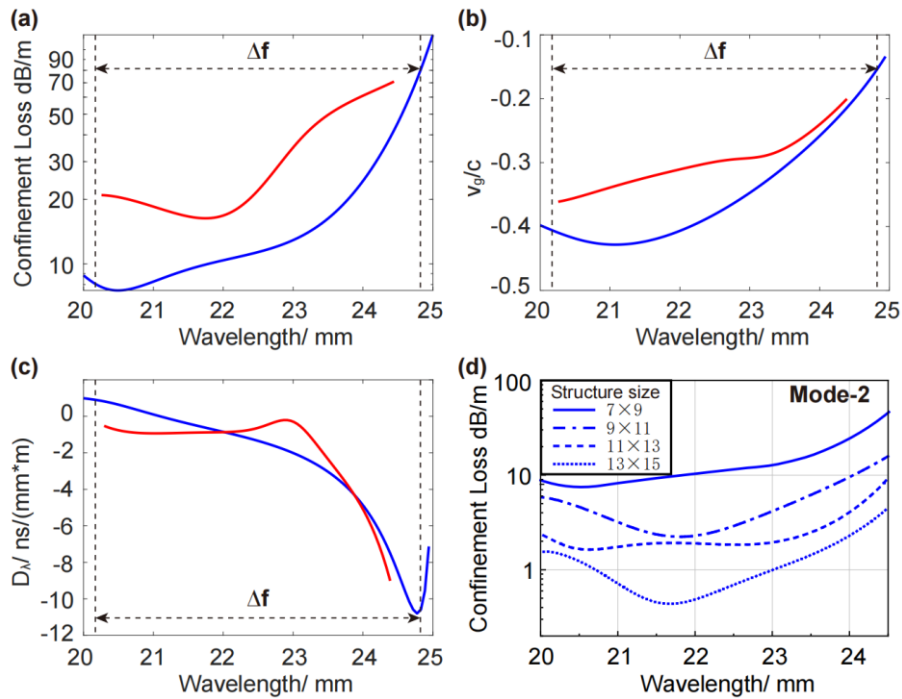 (a)
Confinement Loss dB/m
90
70
50
30
20
10
Δf
20 21 22 23 24 25
Wavelength/ mm
(b)
v_g/c
-0.1
-0.2
-0.3
-0.4
-0.5
Δf
20 21 22 23 24 25
Wavelength/ mm
(c)
D_λ/ ns/(mm*m)
0
-2
-4
-6
-8
-10
-12
Δf
20 21 22 23 24 25
Wavelength/ mm
(d)
Confinement Loss dB/m
100
10
1
Structure size
7×9
9×11
11×13
13×15
Mode-2
20 21 22 23 24
Wavelength/ mm